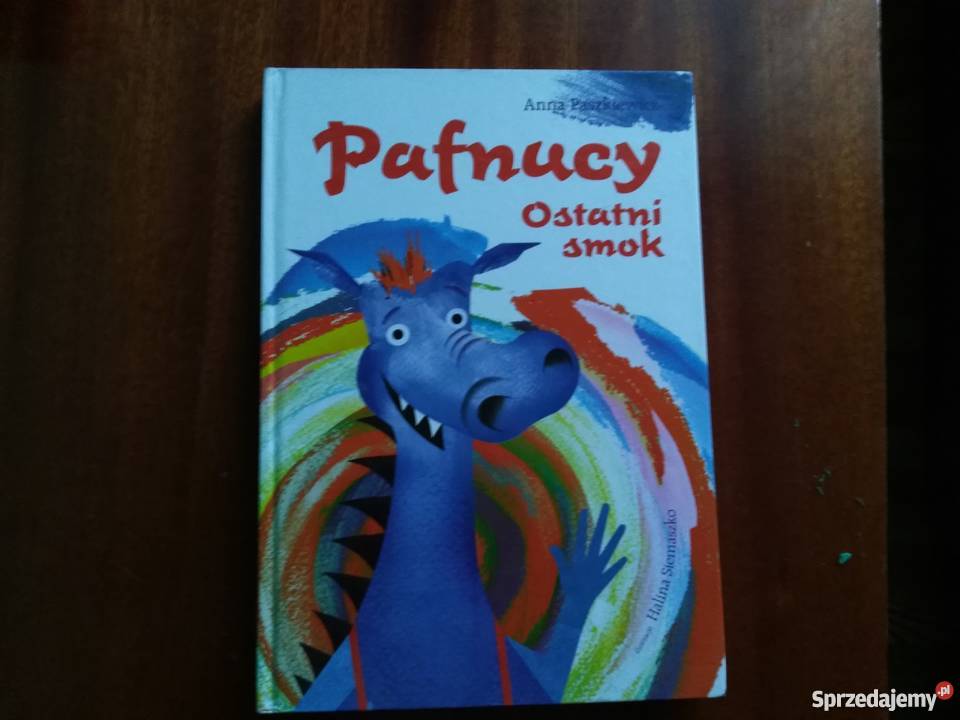 Anna Paszkiewicz
Pafnucy
Ostatni
smok
Halina Siemaszko
Sprzedajemy.pl